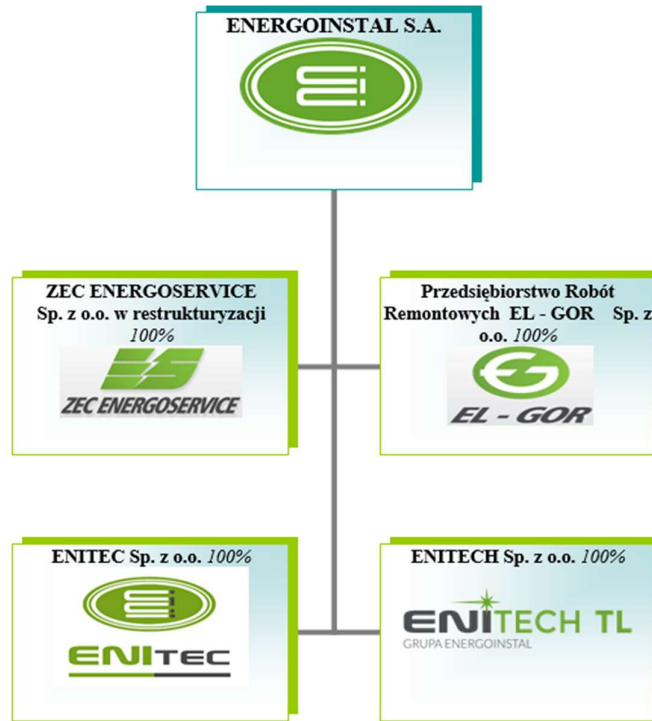 ENERGOINSTAL S.A.
ZEC ENERGOSERVICE
Sp. z o.o. w restrukturyzacji
100%
ZEC ENERGOSERVICE
Przedsiębiorstwo Robót
Remontowych EL - GOR Sp. z
o.o. 100%
EL - GOR
ENITEC Sp. z o.o. 100%
ENITEC
ENITECH Sp. z o.o. 100%
ENITECH TL
GRUPA ENERGOINSTAL